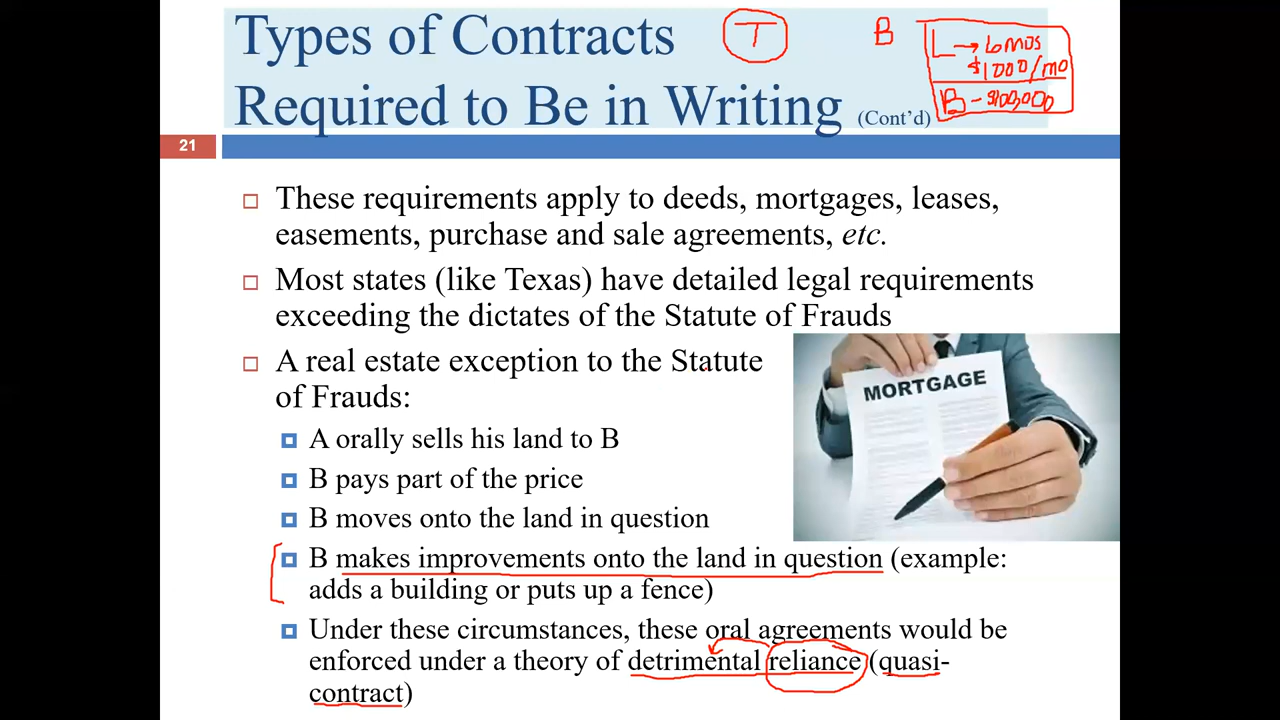 Types of Contracts
T
B
L → 6 mos
$1000/mo
B - $100,000
Required to Be in Writing (Cont’d)
21
These requirements apply to deeds, mortgages, leases,
easements, purchase and sale agreements, etc.
Most states (like Texas) have detailed legal requirements
exceeding the dictates of the Statute of Frauds
A real estate exception to the Statute
of Frauds:
MORTGAGE
A orally sells his land to B
B pays part of the price
B moves onto the land in question
B makes improvements onto the land in question (example:
adds a building or puts up a fence)
Under these circumstances, these oral agreements would be
enforced under a theory of detrimental reliance (quasi-
contract)